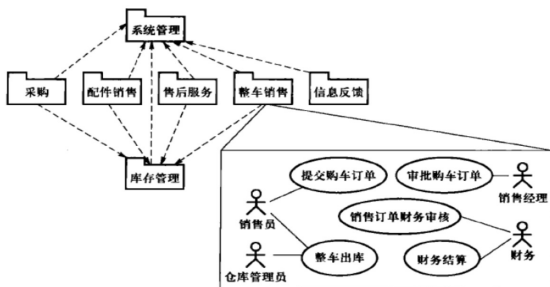 系统管理
采购
配件销售
售后服务
整车销售
信息反馈
库存管理
提交购车订单
审批购车订单
销售经理
销售员
销售订单财务审核
财务
整车出库
财务结算
仓库管理员